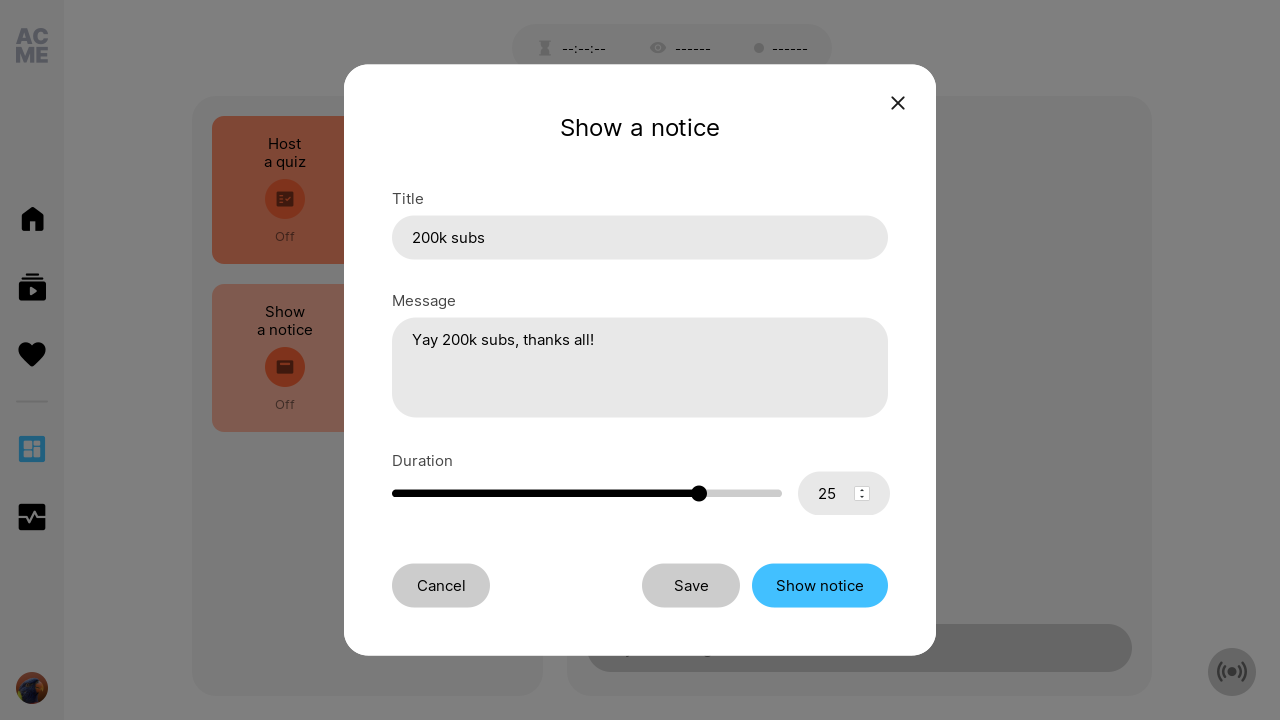 AC
ME
--:--:--
------
------
Host
a quiz
Off
Show
a notice
Off
Show a notice
Title
200k subs
Message
Yay 200k subs, thanks all!
Duration
25
Cancel
Save
Show notice